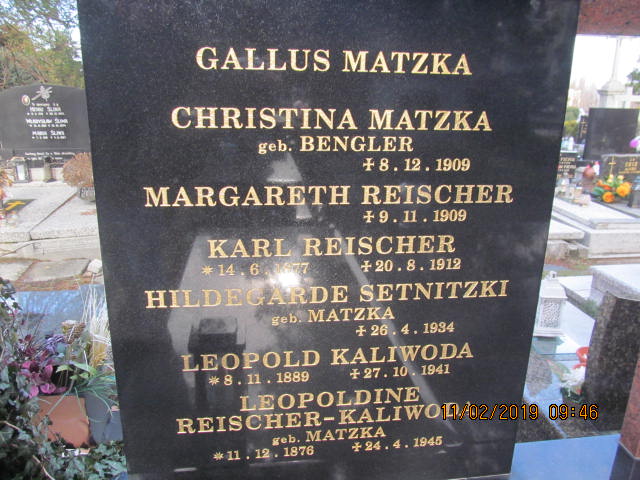 GALLUS MATZKA
CHRISTINA MATZKA
geb. BENGLER
+ 8.12.1909
MARGARETH REISCHER
+ 9.11.1909
KARL REISCHER
* 14.6.1877 + 20.8.1912
HILDEGARDE SETNITZKI
geb. MATZKA
+ 26.4.1934
LEOPOLD KALIWODA
* 8.11.1889 + 27.10.1941
LEOPOLDINE
REISCHER-KALIWODA
geb. MATZKA
* 11.12.1876 + 24.4.1945
11/02/2019 09:46